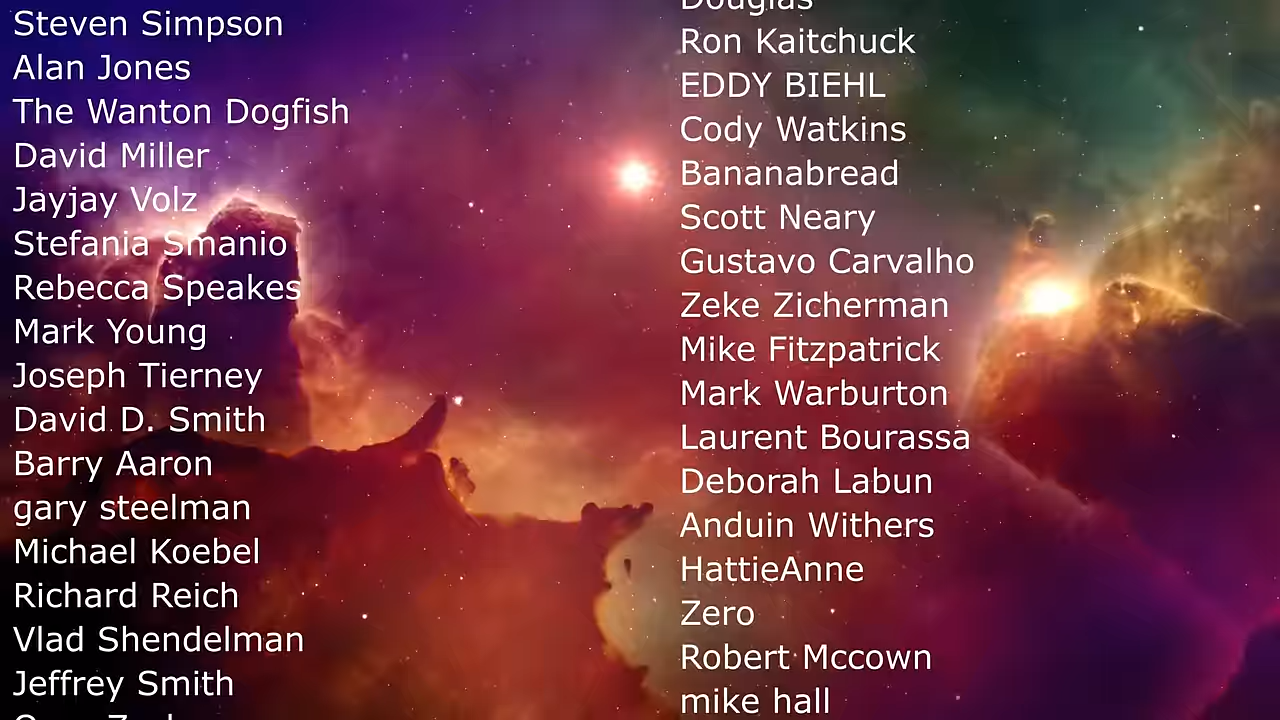 Steven Simpson
Alan Jones
The Wanton Dogfish
David Miller
Jayjay Volz
Stefania Smanio
Rebecca Speakes
Mark Young
Joseph Tierney
David D. Smith
Barry Aaron
gary steelman
Michael Koebel
Richard Reich
Vlad Shendelman
Jeffrey Smith
Douglas
Ron Kaitchuck
EDDY BIEHL
Cody Watkins
Bananabread
Scott Neary
Gustavo Carvalho
Zeke Zicherman
Mike Fitzpatrick
Mark Warburton
Laurent Bourassa
Deborah Labun
Anduin Withers
HattieAnne
Zero
Robert Mccown
mike hall